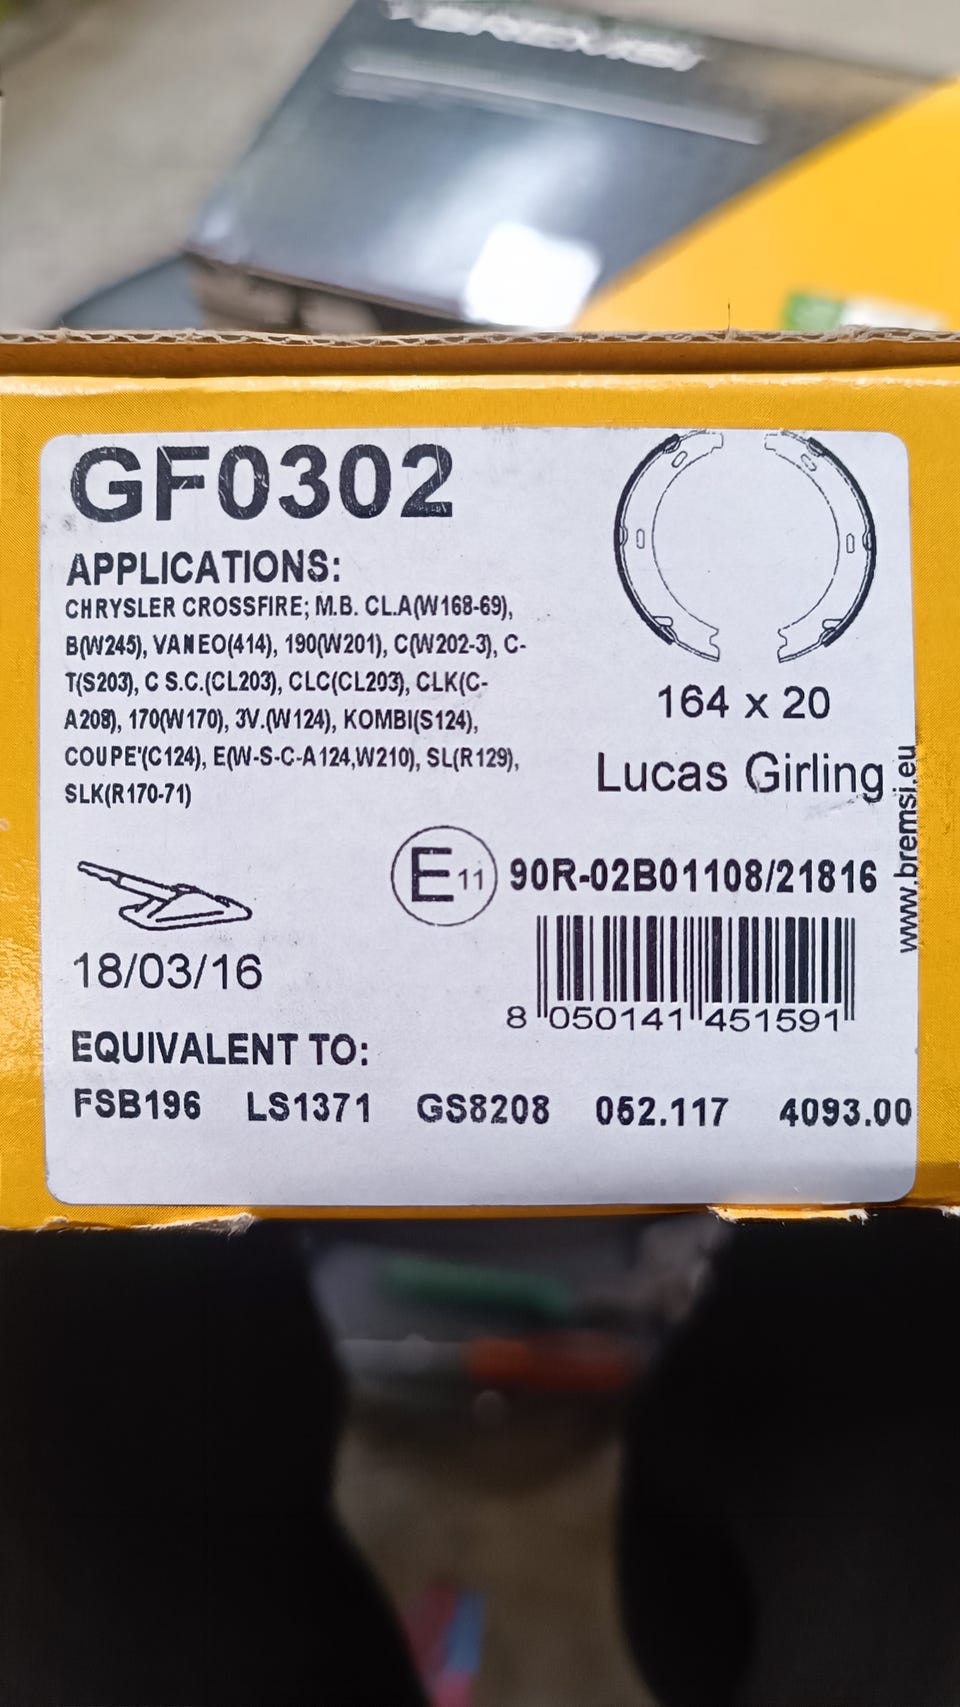 GF0302
APPLICATIONS:
CHRYSLER CROSSFIRE; M.B. CL.A(W168-69),
B(W245), VANEO(414), 190(W201), C(W202-3), C-
T(S203), C S.C.(CL203), CLC(CL203), CLK(C-
A208), 170(W170), 3V.(W124), KOMBI(S124),
COUPE'(C124), E(W-S-C-A124,W210), SL(R129),
SLK(R170-71)
164 x 20
Lucas Girling
www.bremsi.eu
E11 90R-02B01108/21816
18/03/16
8 050141 451591
EQUIVALENT TO:
FSB196 LS1371 GS8208 052.117 4093.00